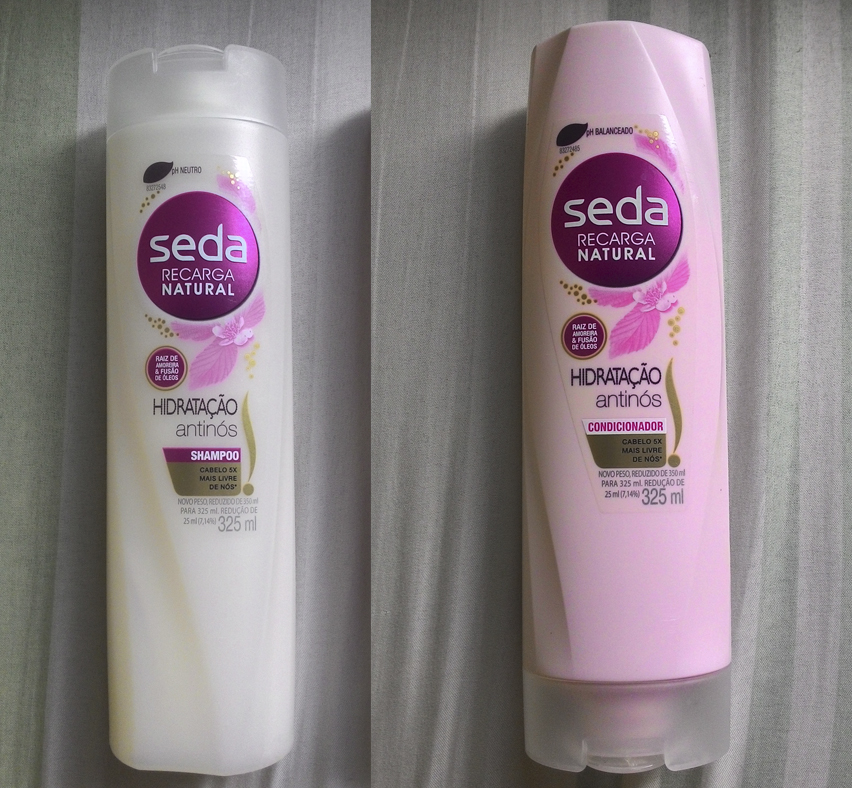 pH NEUTRO
93272548
seda
RECARGA
NATURAL
RAIZ DE
AMOREIRA
& FUSÃO
DE ÓLEOS
HIDRATAÇÃO
antinós
SHAMPOO
CABELO 5X
MAIS LIVRE
DE NÓS*
NOVO PESO, REDUZIDO DE 350 ml
PARA 325 ml. REDUÇÃO DE
25 ml (7,14%) 325 ml
pH BALANCEADO
93272485
seda
RECARGA
NATURAL
RAIZ DE
AMOREIRA
& FUSÃO
DE ÓLEOS
HIDRATAÇÃO
antinós
CONDICIONADOR
CABELO 5X
MAIS LIVRE
DE NÓS*
NOVO PESO, REDUZIDO DE 350 ml
PARA 325 ml. REDUÇÃO DE
25 ml (7,14%) 325 ml